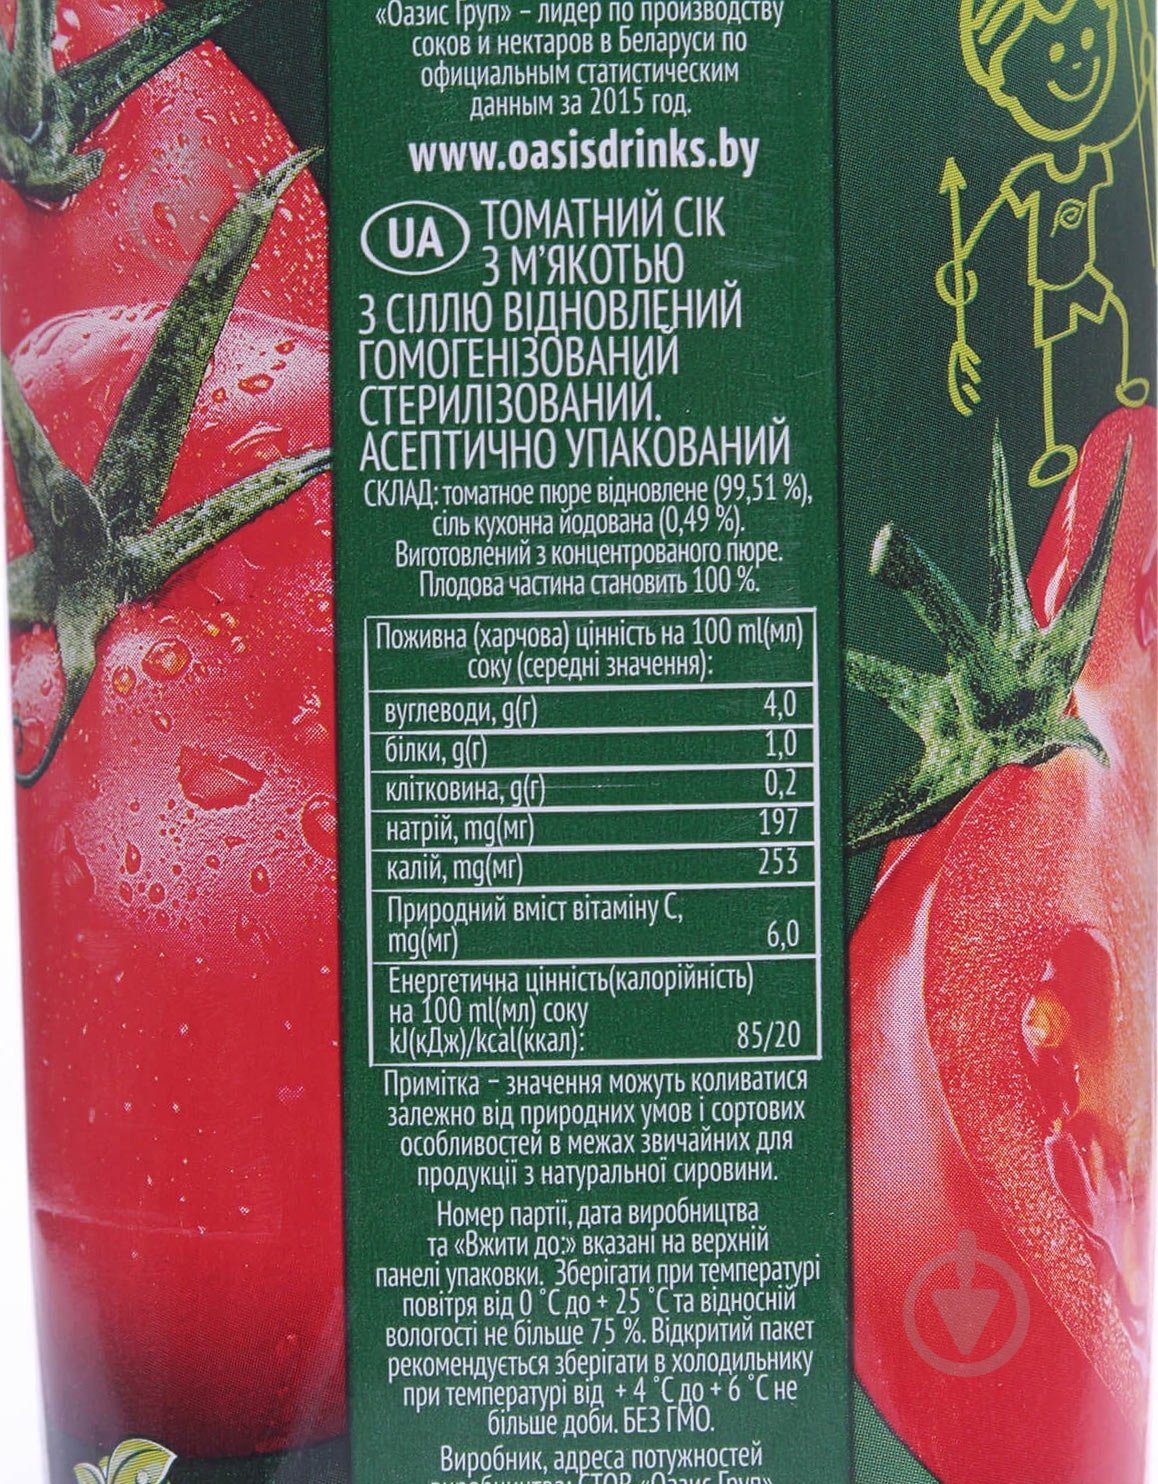 «Оазис Груп» – лидер по производству
соков и нектаров в Беларуси по
официальным статистическим
данным за 2015 год.
www.oasisdrinks.by
UA ТОМАТНИЙ СІК
З М'ЯКОТЬЮ
З СІЛЛЮ ВІДНОВЛЕНИЙ
ГОМОГЕНІЗОВАНИЙ
СТЕРИЛІЗОВАНИЙ.
АСЕПТИЧНО УПАКОВАНИЙ
СКЛАД: томатное пюре відновлене (99,51 %),
сіль кухонна йодована (0,49 %).
Виготовлений з концентрованого пюре.
Плодова частина становить 100 %.
Поживна (харчова) цінність на 100 ml(мл)
соку (середні значення):
вуглеводи, g(г) 4,0
білки, g(г) 1,0
клітковина, g(г) 0,2
натрій, mg(мг) 197
калій, mg(мг) 253
Природний вміст вітаміну С,
mg(мг) 6,0
Енергетична цінність(калорійність)
на 100 ml(мл) соку
kJ(кДж)/kcal(ккал): 85/20
Примітка – значення можуть коливатися
залежно від природних умов і сортових
особливостей в межах звичайних для
продукції з натуральної сировини.
Номер партії, дата виробництва
та «Вжити до:» вказані на верхній
панелі упаковки. Зберігати при температурі
повітря від 0 °С до + 25 °С та відносній
вологості не більше 75 %. Відкритий пакет
рекомендується зберігати в холодильнику
при температурі від + 4 °С до + 6 °С не
більше доби. БЕЗ ГМО.
Виробник, адреса потужностей
«Оазис Груп»